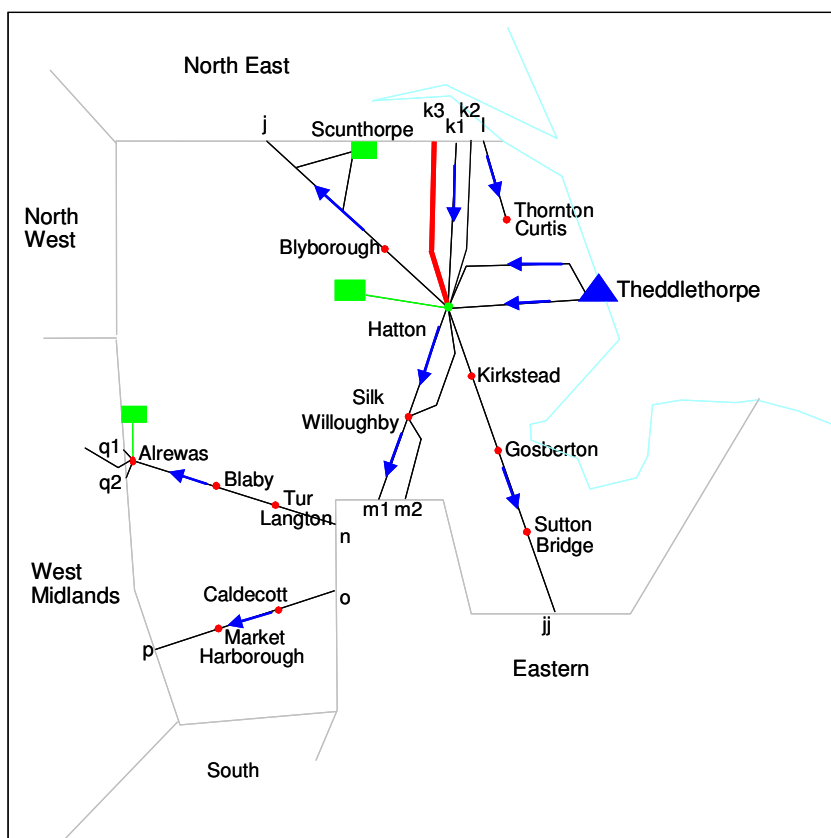 North East
k3
k2
j
k1
l
Scunthorpe
North
West
Thornton
Curtis
Blyborough
Theddlethorpe
Hatton
Kirkstead
Silk
Willoughby
q1
Alrewas
Gosberton
q2
Blaby
Tur
Langton
m1
m2
n
Sutton
Bridge
West
Midlands
Caldecott
o
Market
Harborough
p
jj
Eastern
South